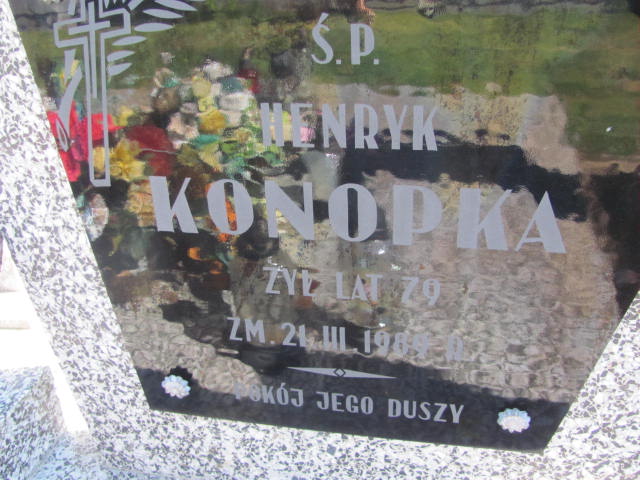 Ś.P.
HENRYK
KONOPKA
ŻYŁ LAT 79
ZM. 21 III 1989 R.
POKÓJ JEGO DUSZY